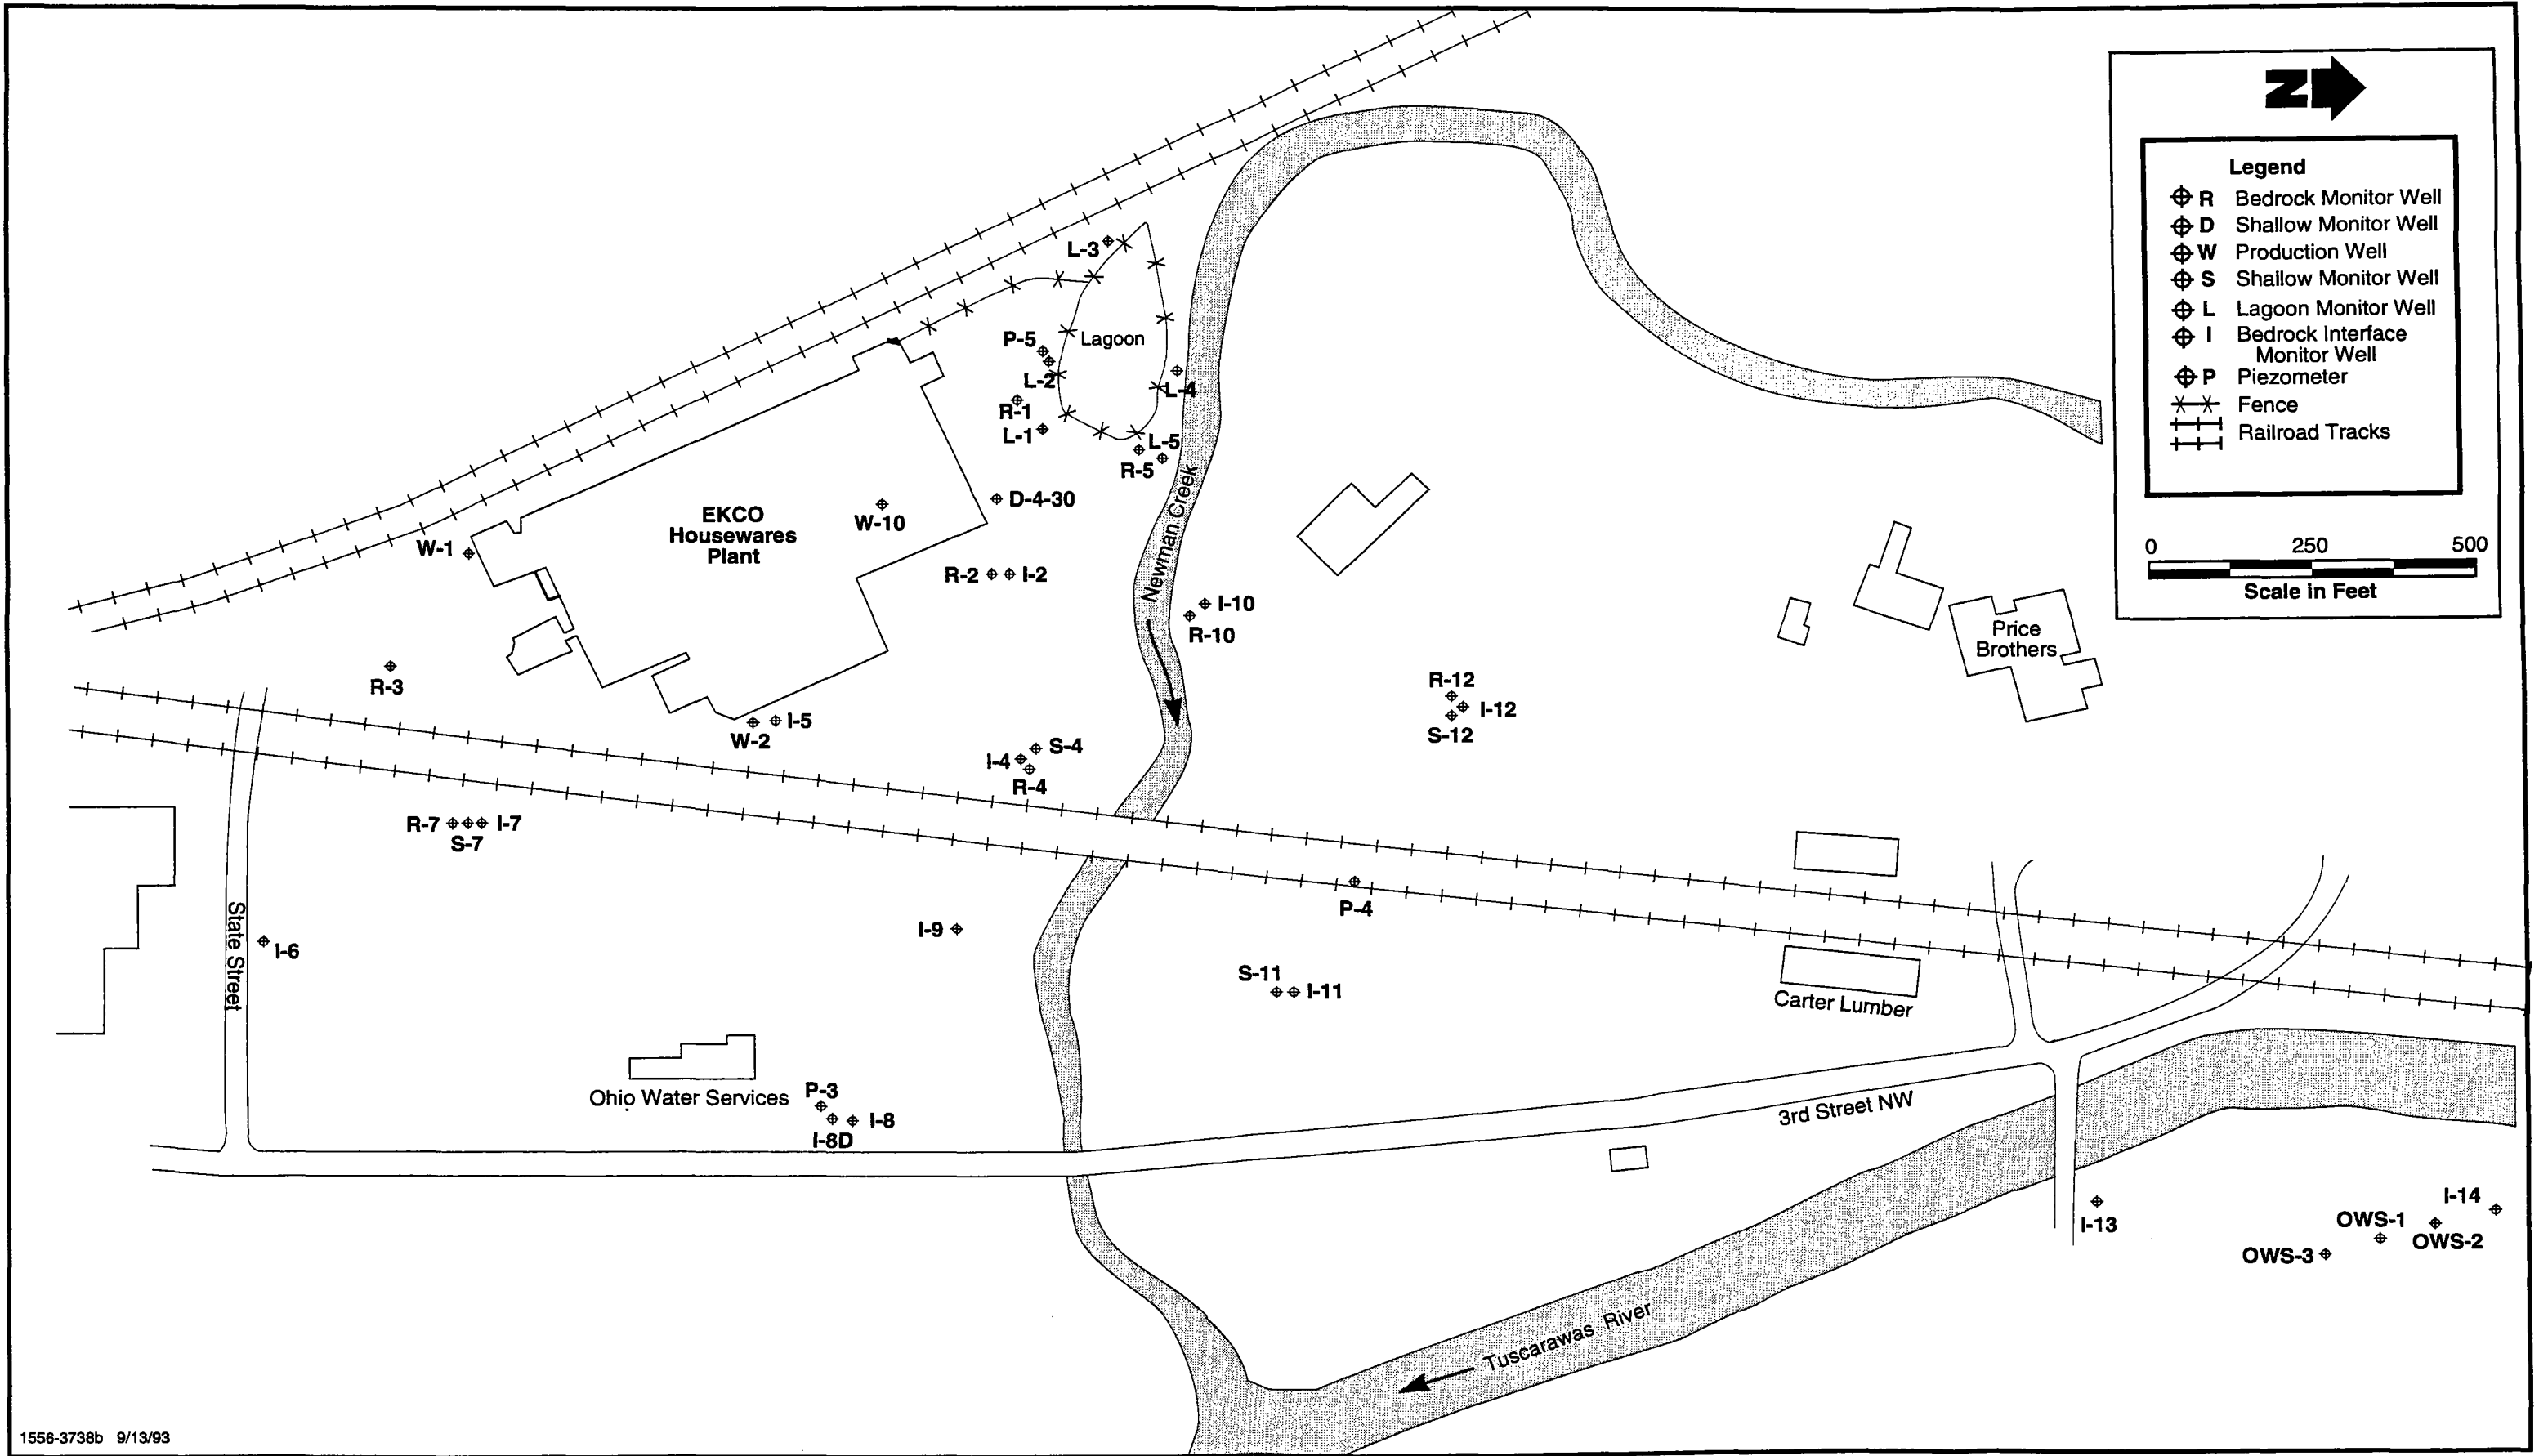 N
Legend
R Bedrock Monitor Well
D Shallow Monitor Well
W Production Well
S Shallow Monitor Well
L Lagoon Monitor Well
I Bedrock Interface
Monitor Well
P Piezometer
Fence
Railroad Tracks
0 250 500
Scale in Feet
L-3
Lagoon
P-5
L-2
L-4
R-1
L-1
L-5
R-5
D-4-30
EKCO
Housewares
Plant
W-10
W-1
R-2 I-2
Newman Creek
I-10
R-10
Price
Brothers
R-3
R-12
I-12
S-12
I-5
W-2
S-4
I-4
R-4
R-7 I-7
S-7
P-4
I-9
State Street
I-6
S-11
I-11
Carter Lumber
Ohio Water Services
P-3
I-8
I-8D
3rd Street NW
I-13
I-14
OWS-1
OWS-2
OWS-3
Tuscarawas River
1556-3738b 9/13/93